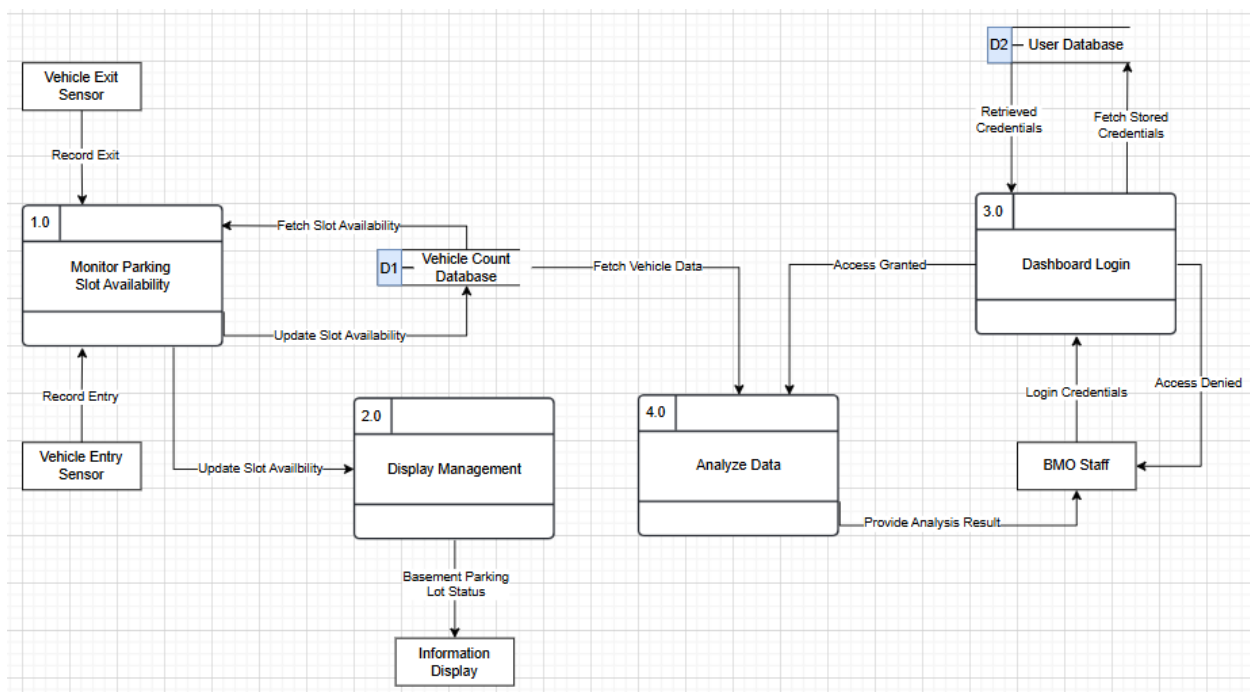 D2
User Database
Vehicle Exit
Sensor
Retrieved
Credentials
Fetch Stored
Credentials
Record Exit
1.0
Monitor Parking
Slot Availability
Fetch Slot Availability
D1
Vehicle Count
Database
Fetch Vehicle Data
Access Granted
3.0
Dashboard Login
Update Slot Availability
Record Entry
Login Credentials
Access Denied
2.0
Display Management
4.0
Analyze Data
Vehicle Entry
Sensor
Update Slot Availbility
BMO Staff
Provide Analysis Result
Basement Parking
Lot Status
Information
Display